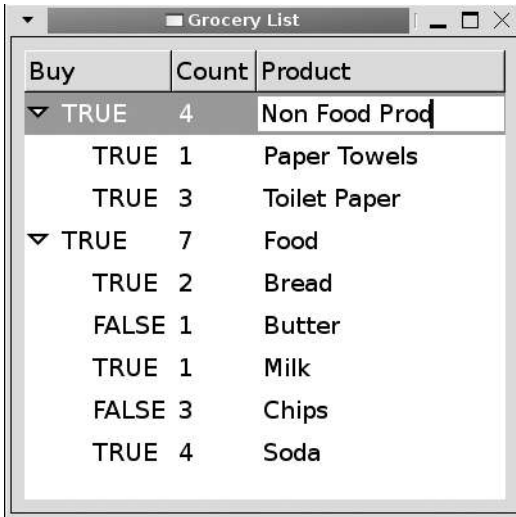 Grocery List
Buy Count Product
TRUE 4 Non Food Prod
TRUE 1 Paper Towels
TRUE 3 Toilet Paper
TRUE 7 Food
TRUE 2 Bread
FALSE 1 Butter
TRUE 1 Milk
FALSE 3 Chips
TRUE 4 Soda